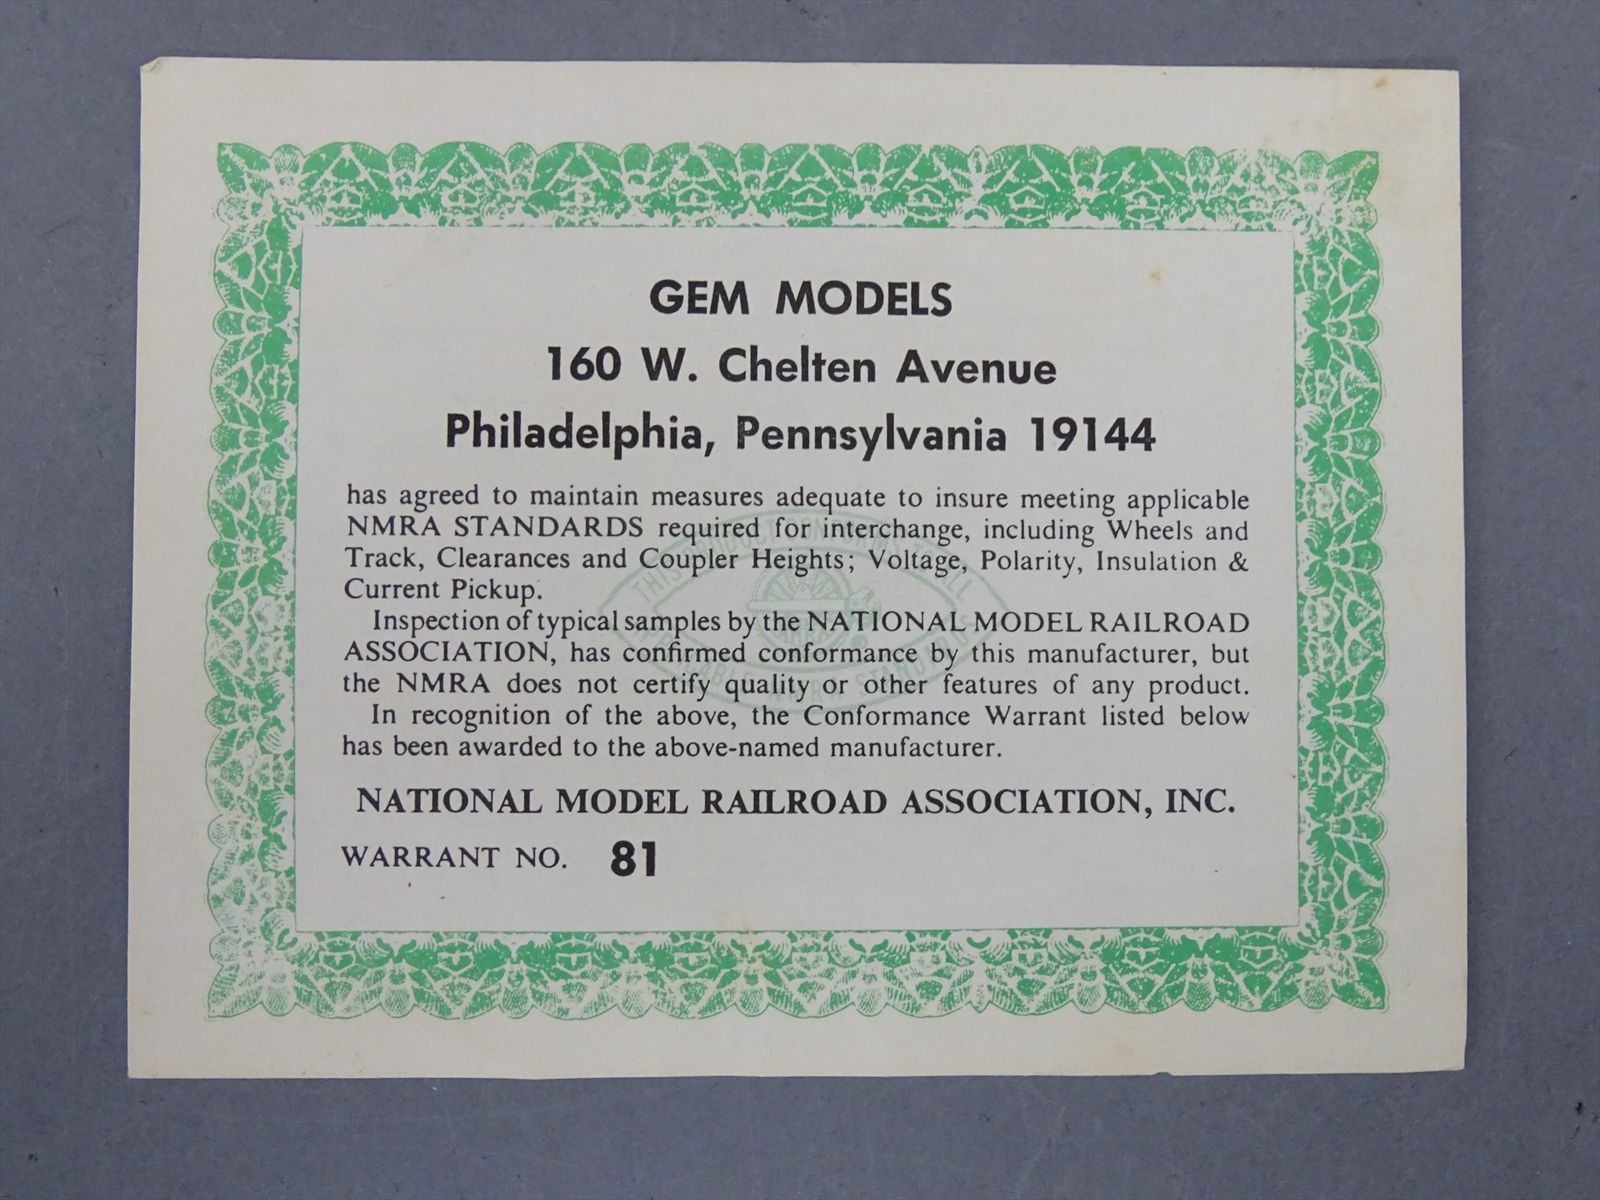 GEM MODELS
160 W. Chelten Avenue
Philadelphia, Pennsylvania 19144
has agreed to maintain measures adequate to insure meeting applicable
NMRA STANDARDS required for interchange, including Wheels and
Track, Clearances and Coupler Heights; Voltage, Polarity, Insulation &
Current Pickup.
Inspection of typical samples by the NATIONAL MODEL RAILROAD
ASSOCIATION, has confirmed conformance by this manufacturer, but
the NMRA does not certify quality or other features of any product.
In recognition of the above, the Conformance Warrant listed below
has been awarded to the above-named manufacturer.
NATIONAL MODEL RAILROAD ASSOCIATION, INC.
WARRANT NO. 81